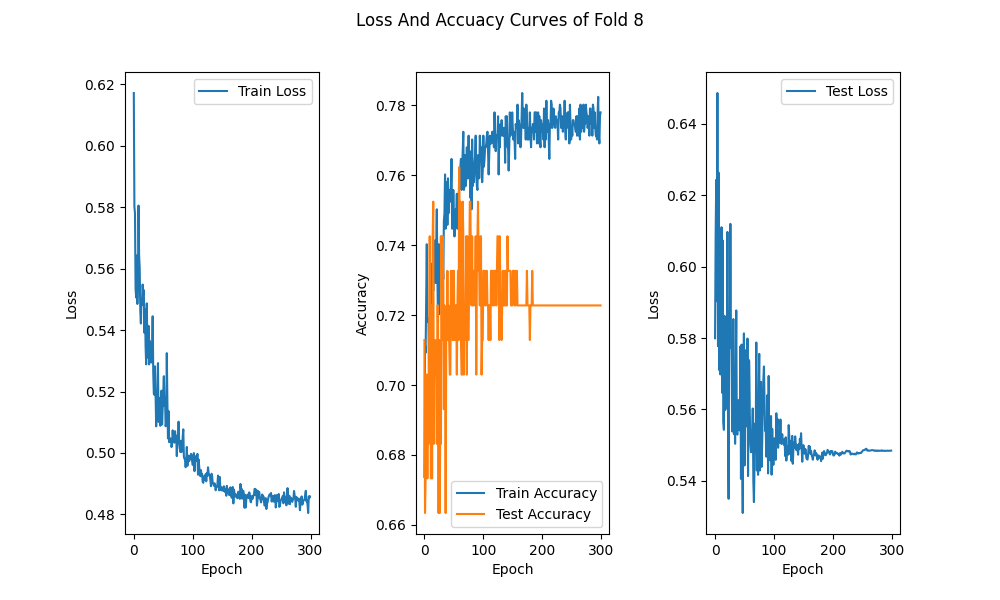 Loss And Accuacy Curves of Fold 8
Train Loss
0.62
0.60
0.58
0.56
0.54
0.52
0.50
0.48
Loss
0 100 200 300
Epoch
0.78
0.76
0.74
0.72
0.70
0.68
0.66
Accuracy
Train Accuracy
Test Accuracy
0 100 200 300
Epoch
Test Loss
0.64
0.62
0.60
0.58
0.56
0.54
Loss
0 100 200 300
Epoch